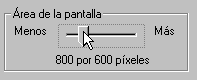 Área de la pantalla
Menos Más
800 por 600 píxeles